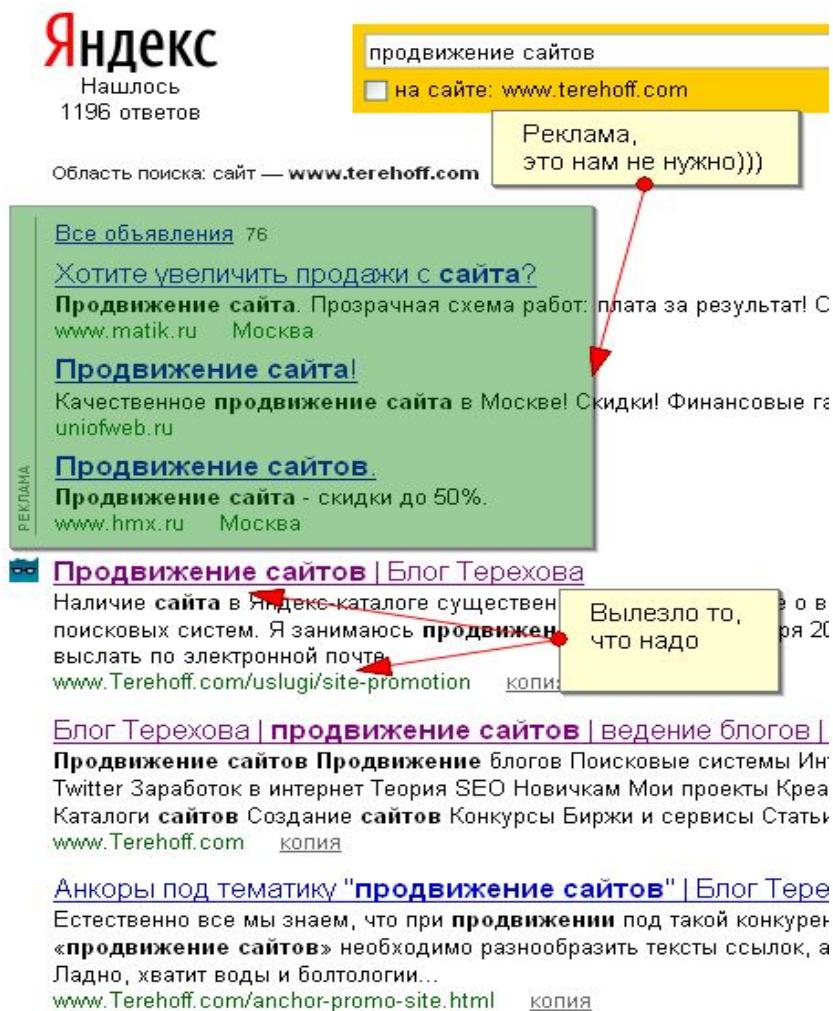 Яндекс
Нашлось
1196 ответов
продвижение сайтов
на сайте: www.terehoff.com
Реклама,
это нам не нужно)))
Область поиска: сайт — www.terehoff.com
Все объявления 76
Хотите увеличить продажи с сайта?
Продвижение сайта. Прозрачная схема работ: плата за результат! С
www.matik.ru Москва
Продвижение сайта!
Качественное продвижение сайта в Москве! Скидки! Финансовые га
uniofweb.ru
Продвижение сайтов.
Продвижение сайта - скидки до 50%.
www.hmx.ru Москва
РЕКЛАМА
Продвижение сайтов | Блог Терехова
Наличие сайта в Яндекс-каталоге существен е о в
поисковых систем. Я занимаюсь продвижен ря 20
выслать по электронной почте.
www.Terehoff.com/uslugi/site-promotion копи
Вылезло то,
что надо
Блог Терехова | продвижение сайтов | ведение блогов |
Продвижение сайтов Продвижение блогов Поисковые системы Инт
Twitter Заработок в интернет Теория SEO Новичкам Мои проекты Креа
Каталоги сайтов Создание сайтов Конкурсы Биржи и сервисы Статьи
www.Terehoff.com копия
Анкоры под тематику "продвижение сайтов" | Блог Тере
Естественно все мы знаем, что при продвижении под такой конкурен
«продвижение сайтов» необходимо разнообразить тексты ссылок, а
Ладно, хватит воды и болтологии...
www.Terehoff.com/anchor-promo-site.html копия